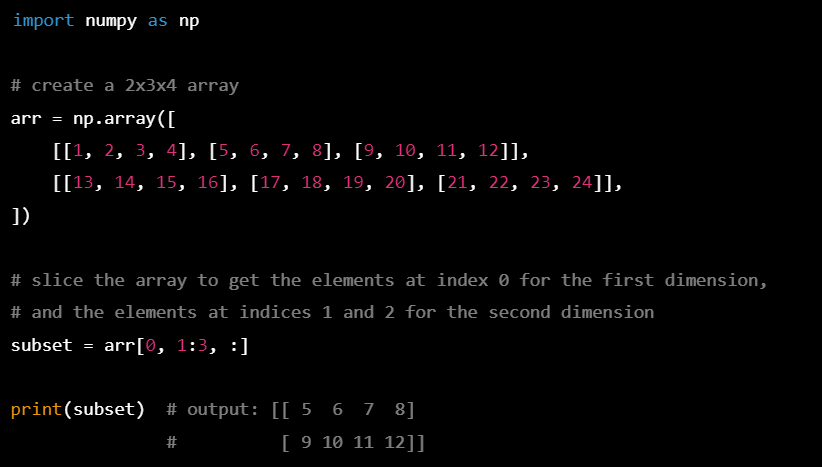 import numpy as np
# create a 2x3x4 array
arr = np.array([
    [[1, 2, 3, 4], [5, 6, 7, 8], [9, 10, 11, 12]],
    [[13, 14, 15, 16], [17, 18, 19, 20], [21, 22, 23, 24]],
])
# slice the array to get the elements at index 0 for the first dimension,
# and the elements at indices 1 and 2 for the second dimension
subset = arr[0, 1:3, :]
print(subset)  # output: [[ 5  6  7  8]
               #          [ 9 10 11 12]]